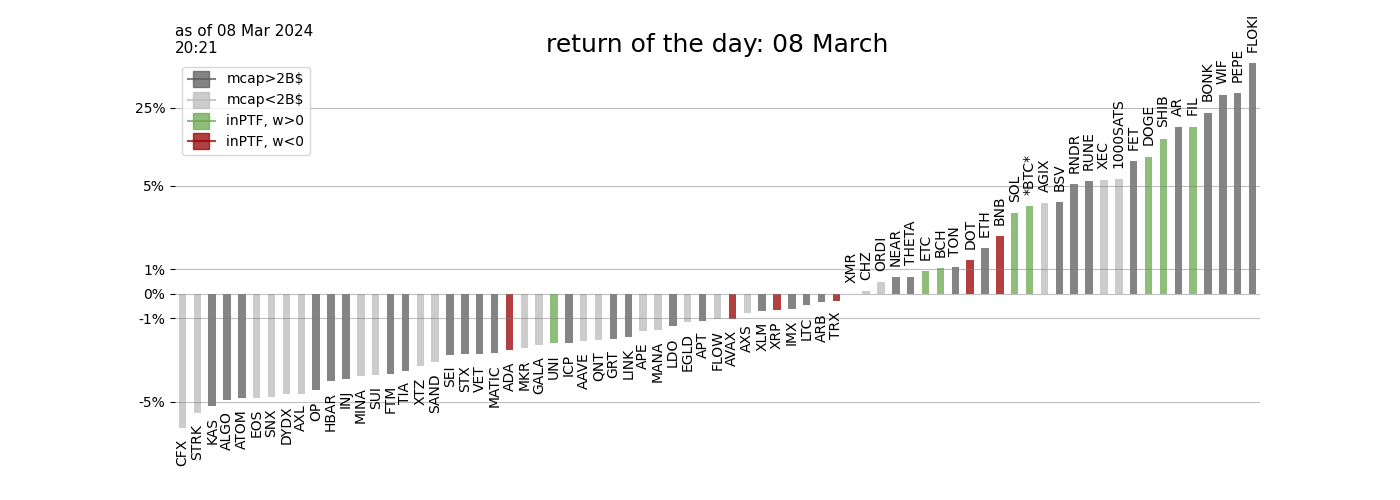 as of 08 Mar 2024
20:21
return of the day: 08 March
mcap>2B$
mcap<2B$
inPTF, w>0
inPTF, w<0
25%
5%
1%
0%
-1%
-5%
CFX
STRK
KAS
ALGO
ATOM
EOS
SNX
DYDX
AXL
OP
HBAR
INJ
MINA
SUI
FTM
TIA
XTZ
SAND
SEI
STX
VET
MATIC
ADA
MKR
GALA
UNI
ICP
AAVE
QNT
GRT
LINK
APE
MANA
LDO
EGLD
APT
FLOW
AVAX
AXS
XLM
XRP
IMX
LTC
ARB
TRX
XMR
CHZ
ORDI
NEAR
THETA
ETC
BCH
TON
DOT
ETH
BNB
SOL
*BTC*
AGIX
BSV
RNDR
RUNE
XEC
1000SATS
FET
DOGE
SHIB
AR
FIL
BONK
WIF
PEPE
FLOKI